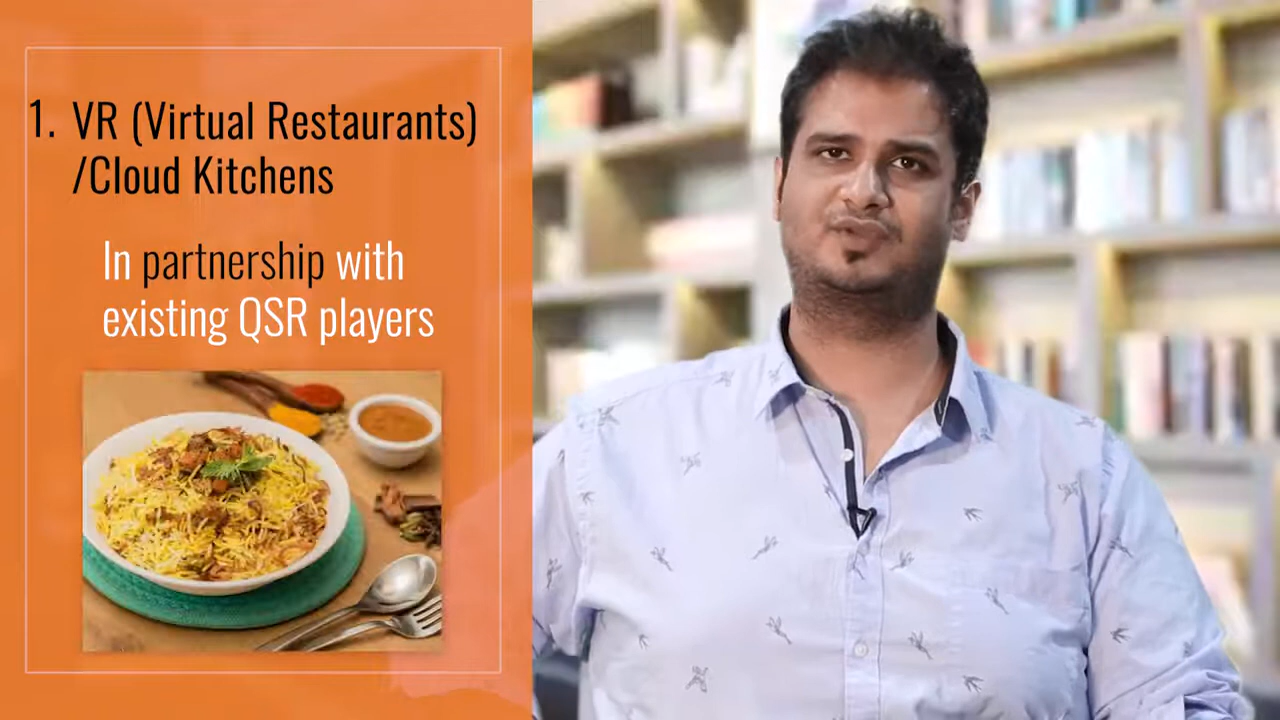 1. VR (Virtual Restaurants)
/Cloud Kitchens
In partnership with
existing QSR players